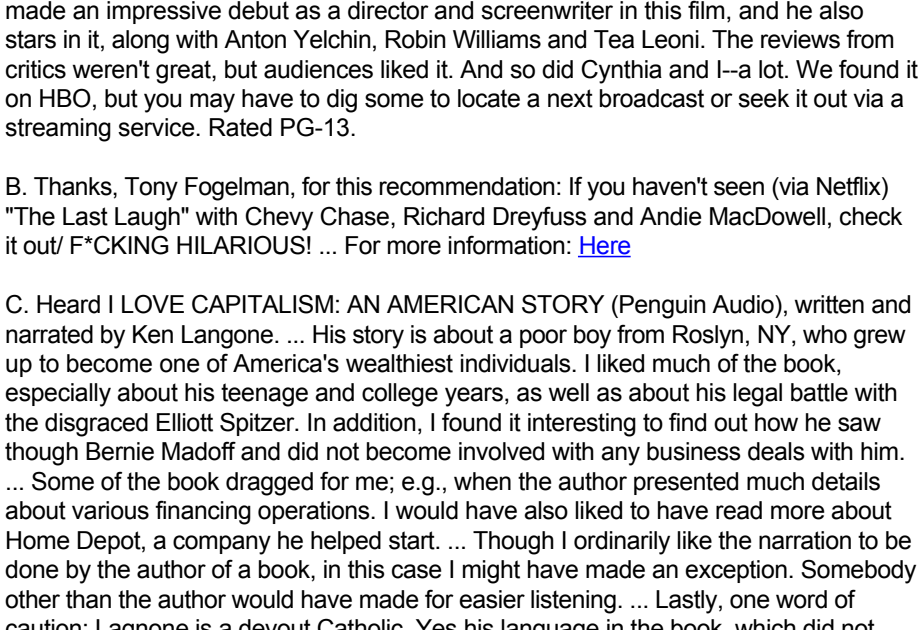 made an impressive debut as a director and screenwriter in this film, and he also
stars in it, along with Anton Yelchin, Robin Williams and Tea Leoni. The reviews from
critics weren't great, but audiences liked it. And so did Cynthia and I--a lot. We found it
on HBO, but you may have to dig some to locate a next broadcast or seek it out via a
streaming service. Rated PG-13.
B. Thanks, Tony Fogelman, for this recommendation: If you haven't seen (via Netflix)
"The Last Laugh" with Chevy Chase, Richard Dreyfuss and Andie MacDowell, check
it out/ F*CKING HILARIOUS! ... For more information: Here
C. Heard I LOVE CAPITALISM: AN AMERICAN STORY (Penguin Audio), written and
narrated by Ken Langone. ... His story is about a poor boy from Roslyn, NY, who grew
up to become one of America's wealthiest individuals. I liked much of the book,
especially about his teenage and college years, as well as about his legal battle with
the disgraced Elliott Spitzer. In addition, I found it interesting to find out how he saw
though Bernie Madoff and did not become involved with any business deals with him.
... Some of the book dragged for me; e.g., when the author presented much details
about various financing operations. I would have also liked to have read more about
Home Depot, a company he helped start. ... Though I ordinarily like the narration to be
done by the author of a book, in this case I might have made an exception. Somebody
other than the author would have made for easier listening. ... Lastly, one word of
caution: Lagnone is a devout Catholic. Yes his language in the book, which did not